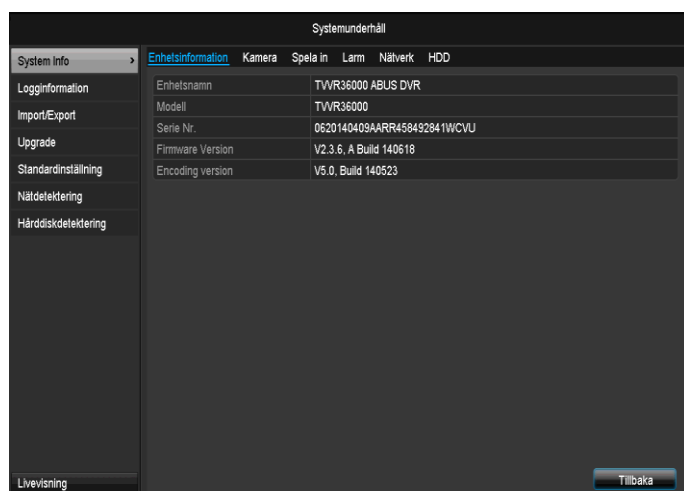 Systemunderhåll
System Info >
Logginformation
Import/Export
Upgrade
Standardinställning
Nätdetektering
Hårddiskdetektering
Livevisning
Enhetsinformation Kamera Spela in Larm Nätverk HDD
Enhetsnamn TVVR36000 ABUS DVR
Modell TVVR36000
Serie Nr. 0620140409AARR458492841WCVU
Firmware Version V2.3.6, A Build 140618
Encoding version V5.0, Build 140523
Tillbaka